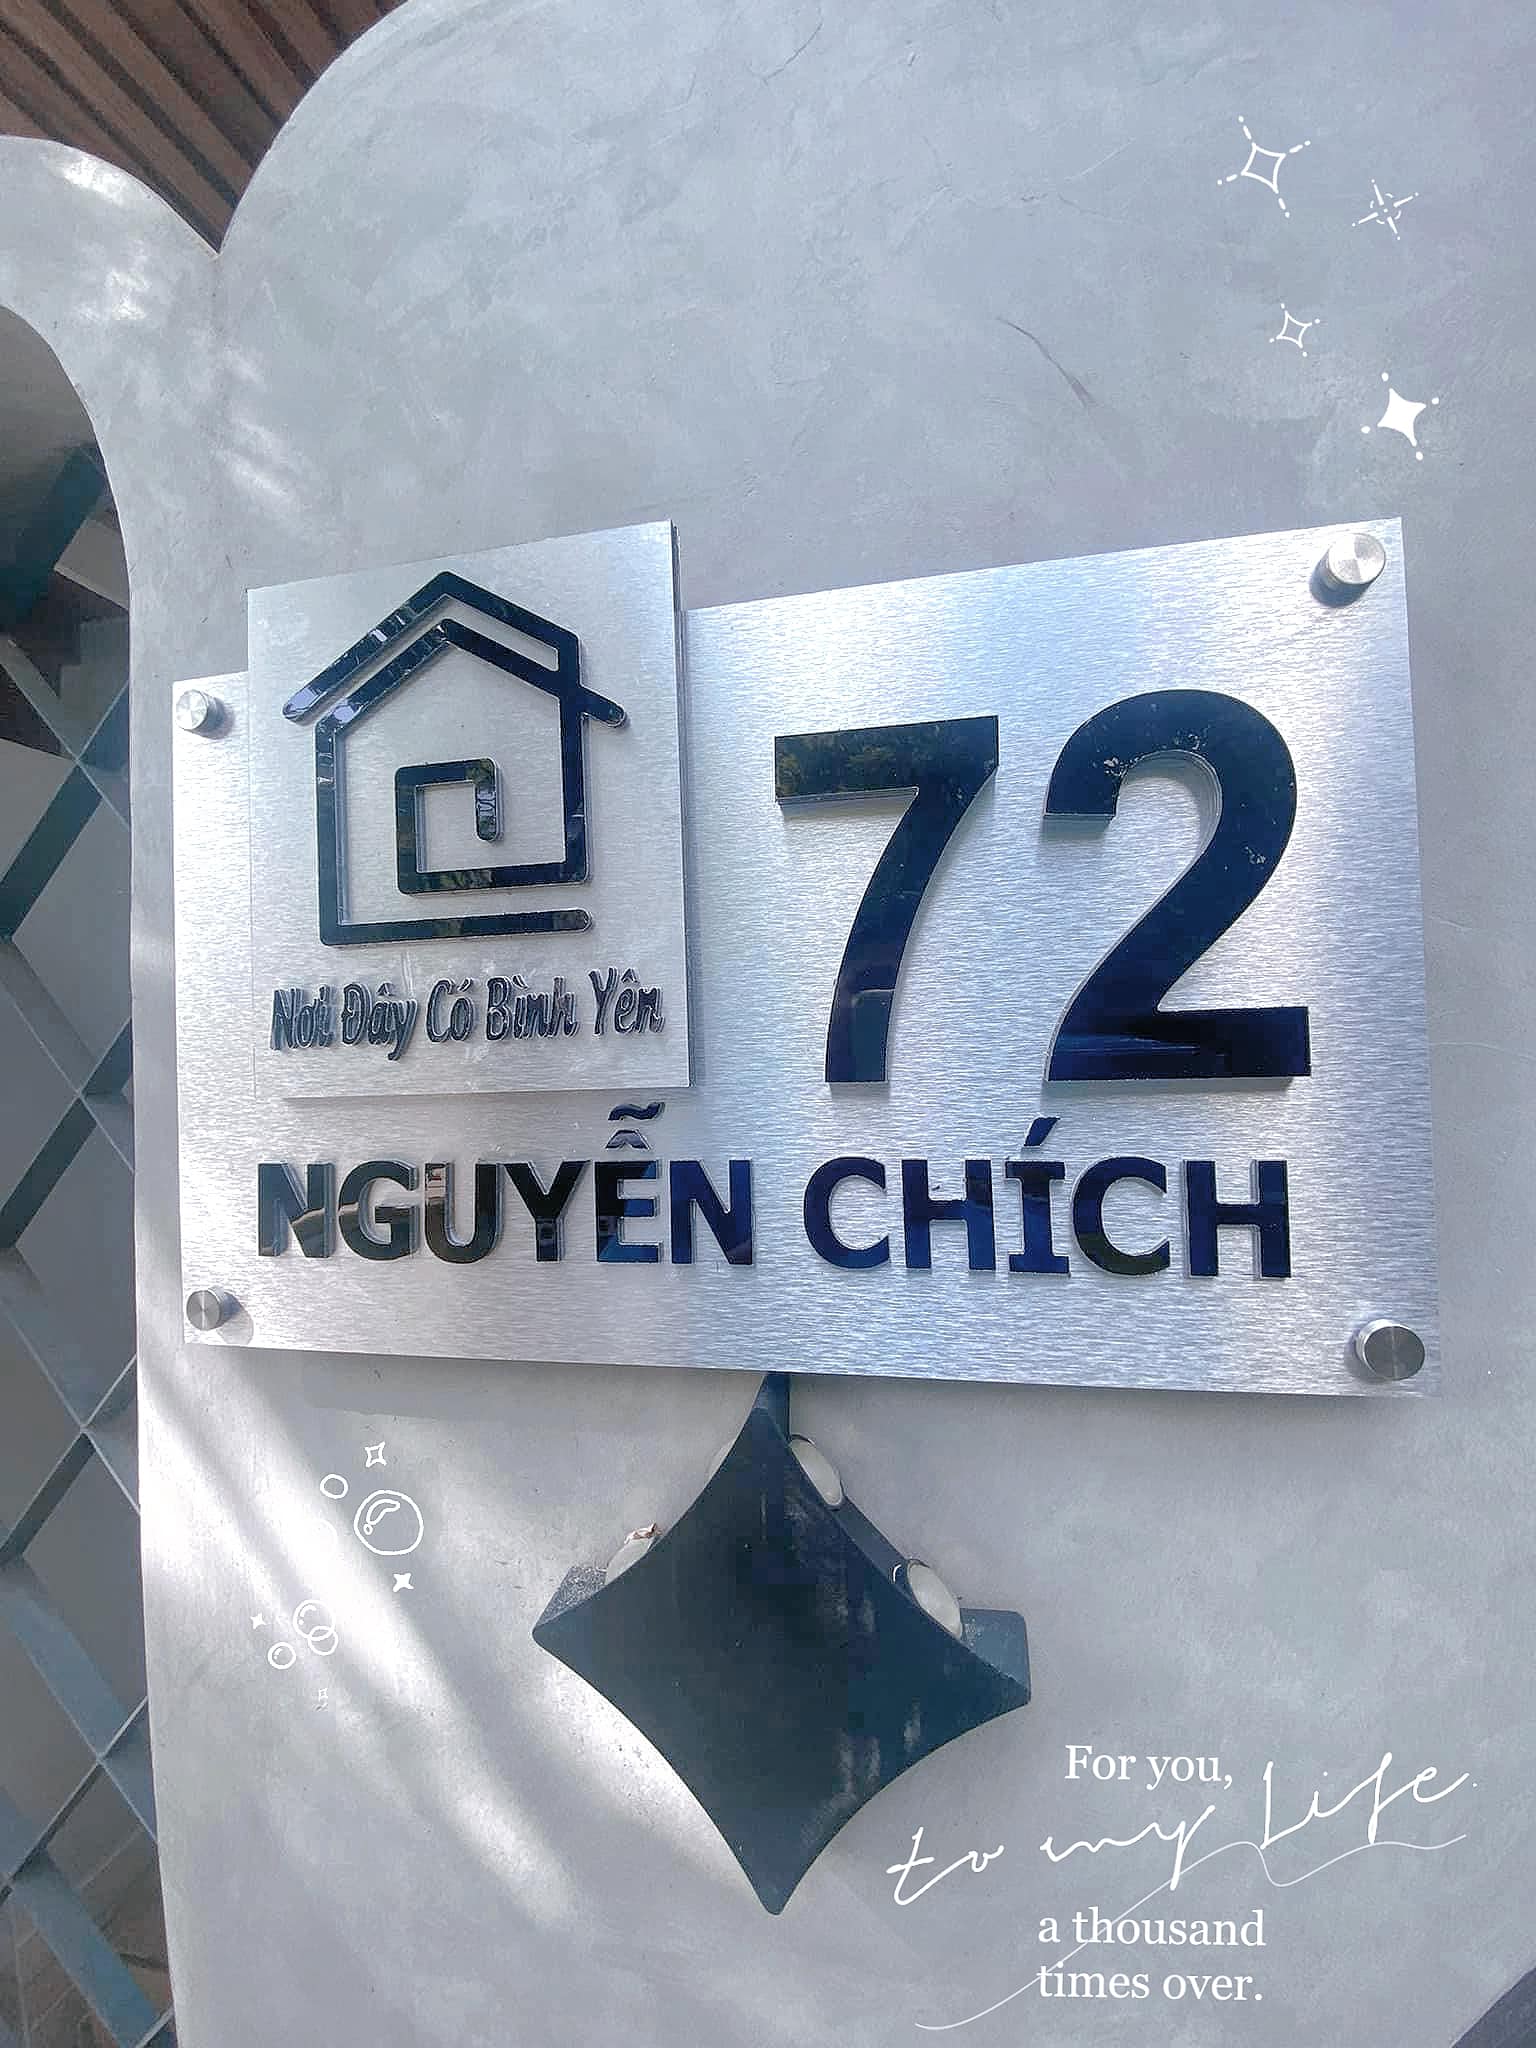 Nơi Đây Có Bình Yên
72
NGUYỄN CHÍCH
For you,
to my Life
a thousand
times over.